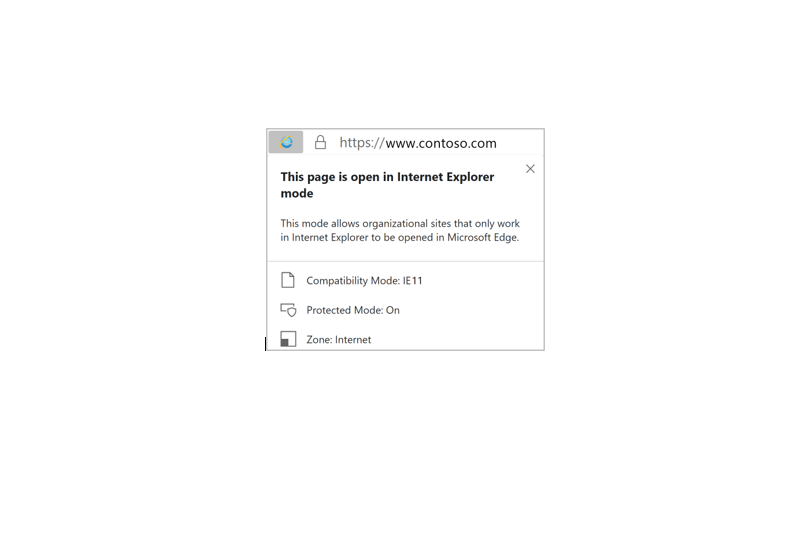 https://www.contoso.com
This page is open in Internet Explorer
mode
This mode allows organizational sites that only work
in Internet Explorer to be opened in Microsoft Edge.
Compatibility Mode: IE11
Protected Mode: On
Zone: Internet